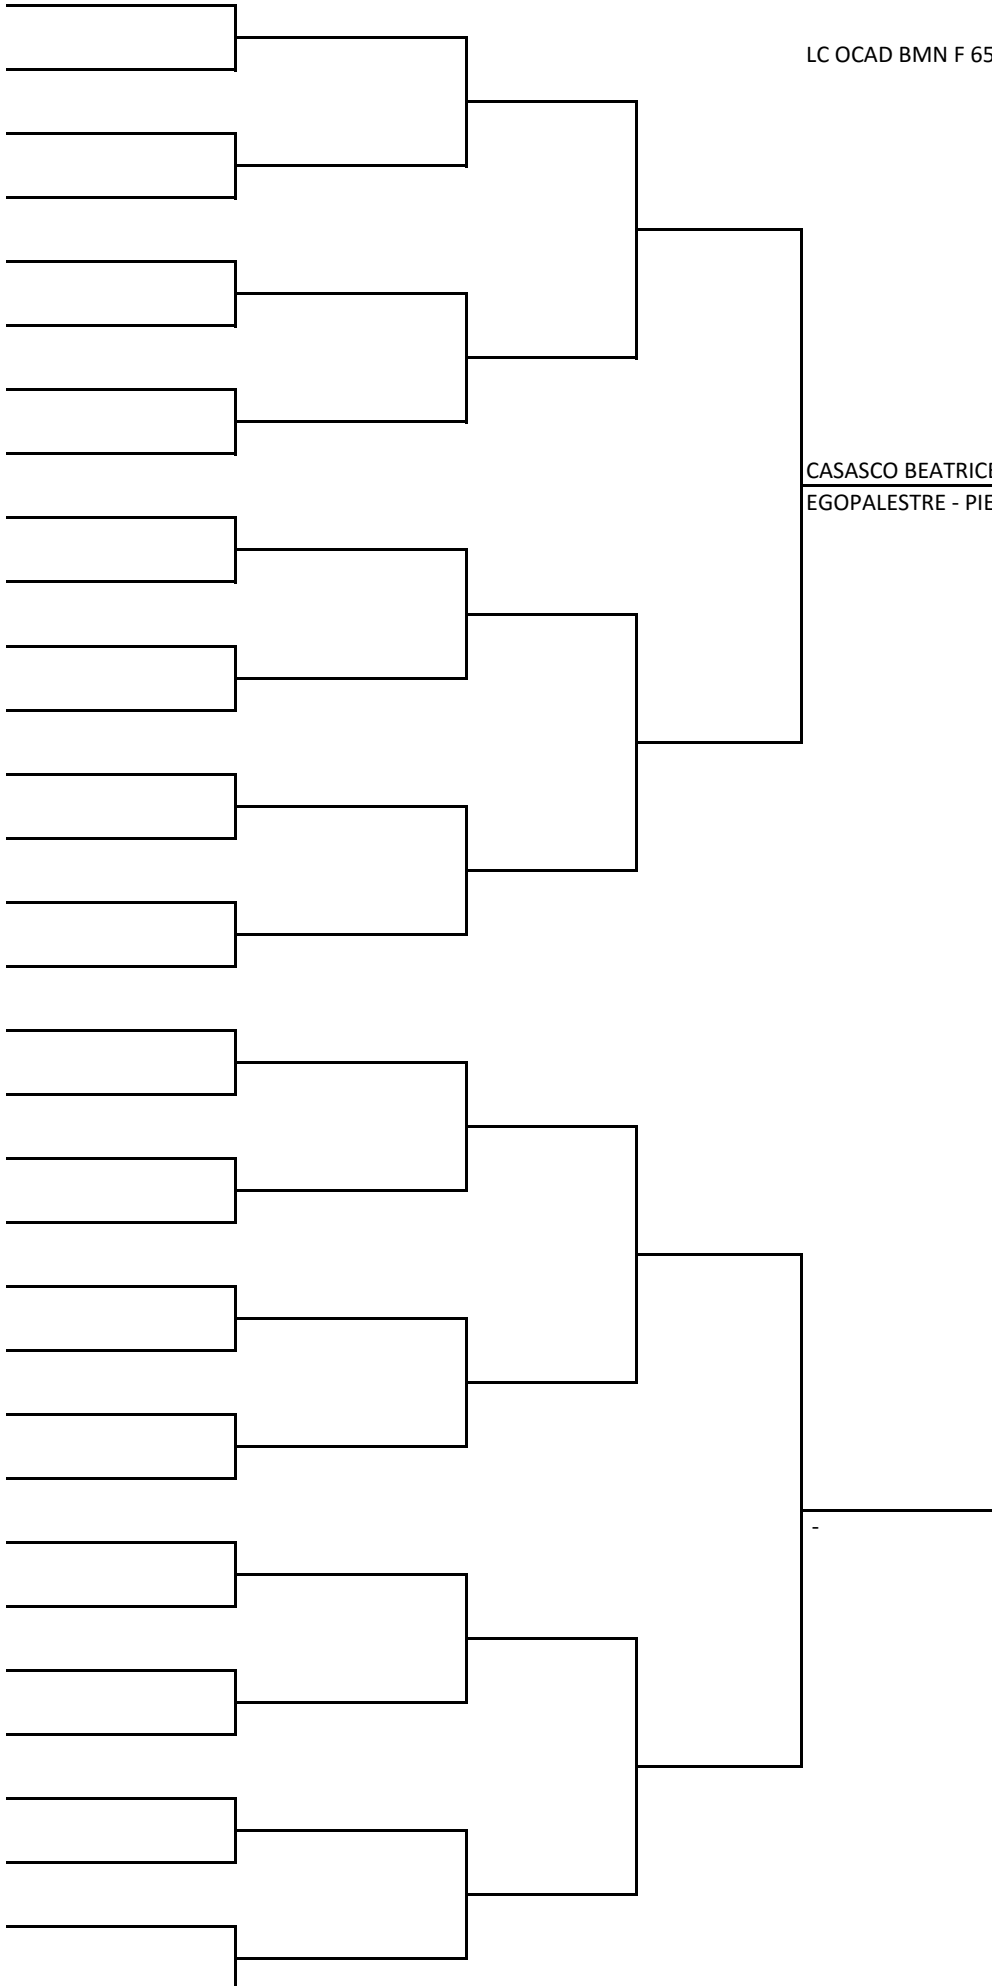 LC OCAD BMN F 65
CASASCO BEATRICE
EGOPALESTRE - PIE
-